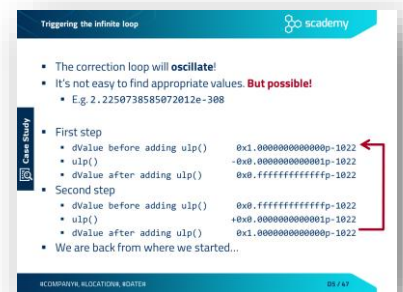 Triggering the infinite loop
scademy
The correction loop will oscillate!
It's not easy to find appropriate values. But possible!
E.g. 2.2250738585072012e-308
First step
dValue before adding ulp() 0x1.0000000000000p-1022
ulp() -0x0.0000000000001p-1022
dValue after adding ulp() 0x0.fffffffffffffp-1022
Second step
dValue before adding ulp() 0x0.fffffffffffffp-1022
ulp() +0x0.0000000000001p-1022
dValue after adding ulp() 0x1.0000000000000p-1022
We are back from where we started...
Case Study
#COMPANY#, #LOCATION#, #DATE#